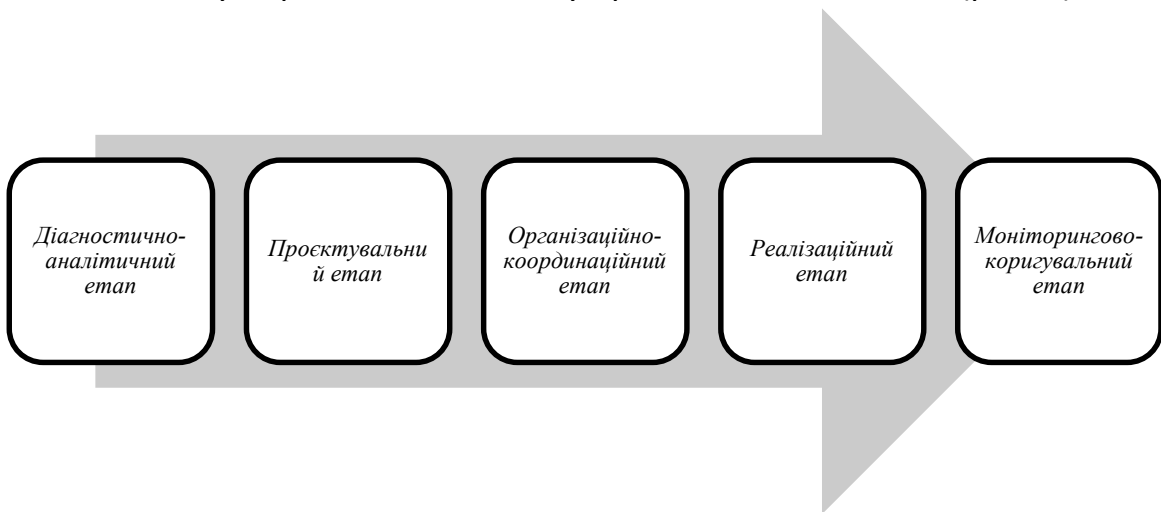 Діагностично-
аналітичний
етап
Проєктувальни
й етап
Організаційно-
координаційний
етап
Реалізаційний
етап
Моніторингово-
коригувальний
етап